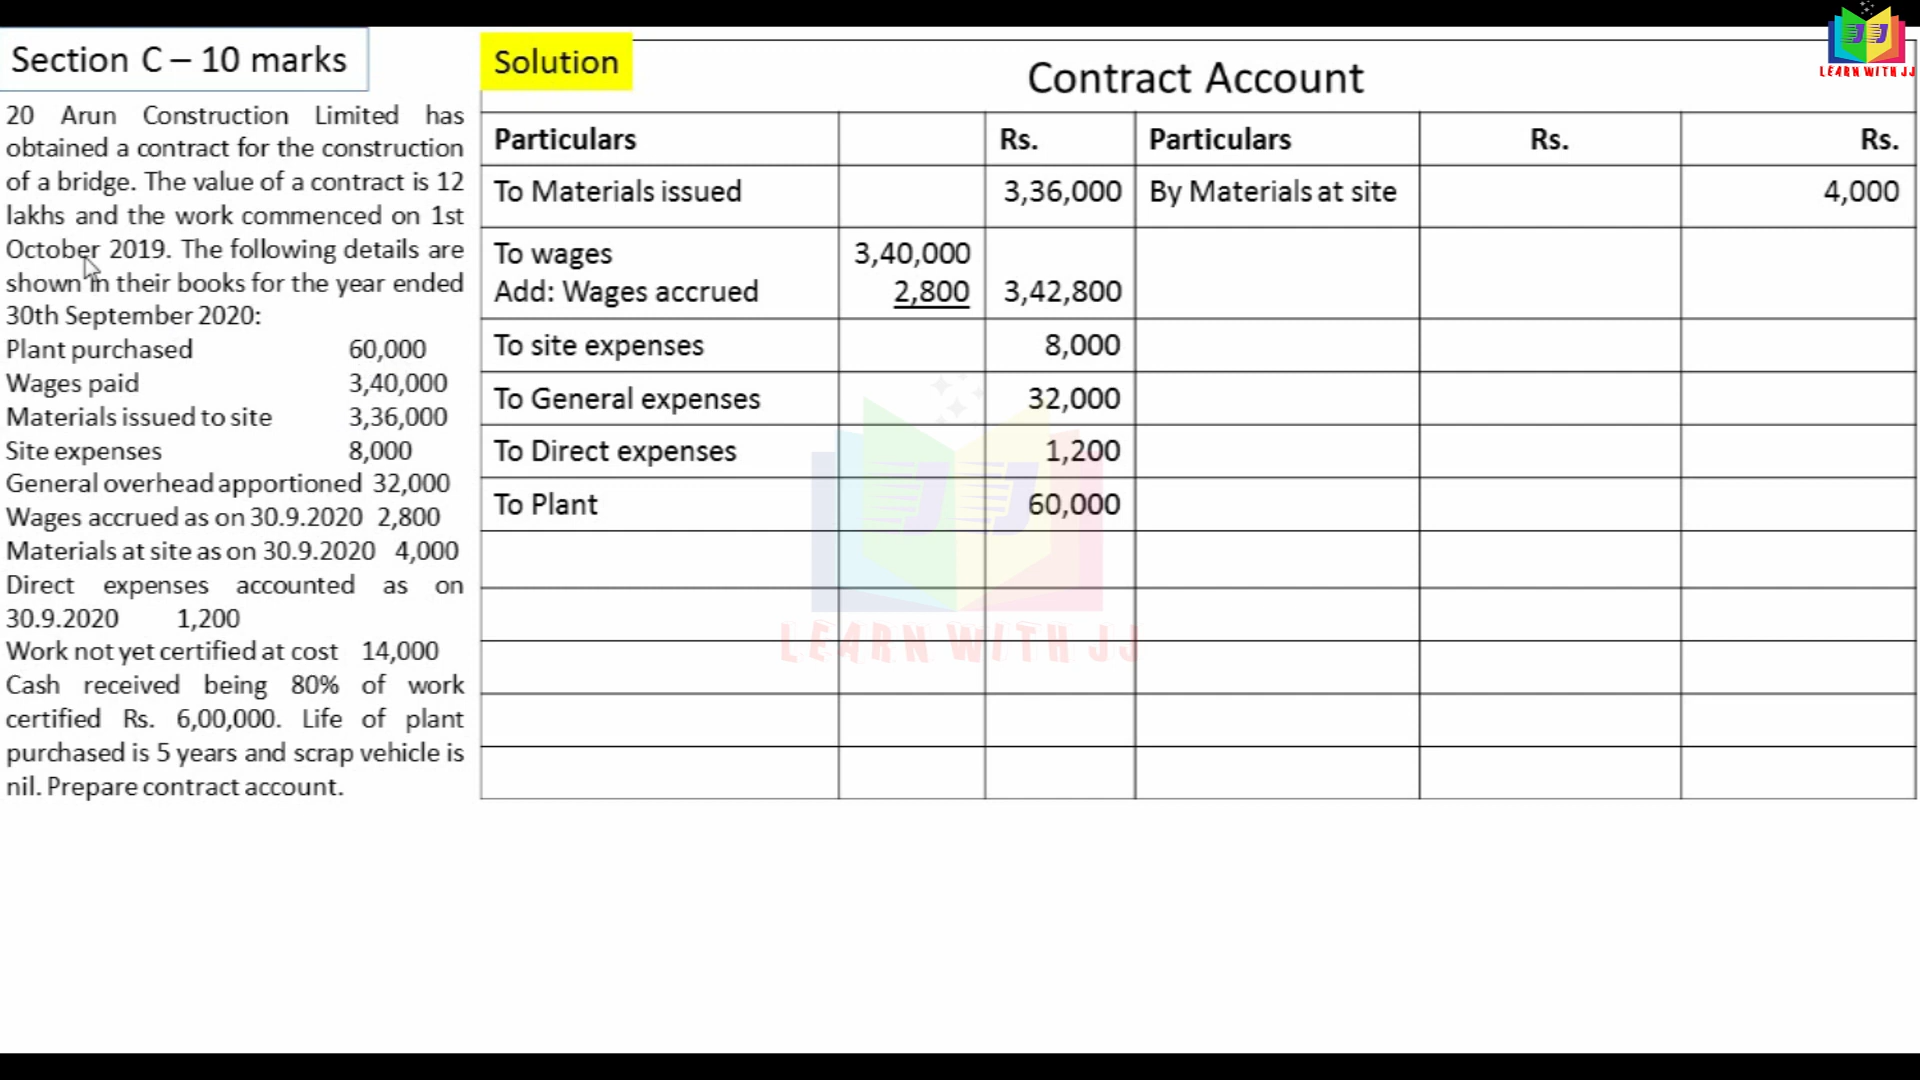 Section C – 10 marks
20 Arun Construction Limited has
obtained a contract for the construction
of a bridge. The value of a contract is 12
lakhs and the work commenced on 1st
October 2019. The following details are
shown in their books for the year ended
30th September 2020:
Plant purchased 60,000
Wages paid 3,40,000
Materials issued to site 3,36,000
Site expenses 8,000
General overhead apportioned 32,000
Wages accrued as on 30.9.2020 2,800
Materials at site as on 30.9.2020 4,000
Direct expenses accounted as on
30.9.2020 1,200
Work not yet certified at cost 14,000
Cash received being 80% of work
certified Rs. 6,00,000. Life of plant
purchased is 5 years and scrap vehicle is
nil. Prepare contract account.
Solution
Contract Account
Particulars Rs. Particulars Rs. Rs.
To Materials issued 3,36,000 By Materials at site 4,000
To wages 3,40,000
Add: Wages accrued 2,800 3,42,800
To site expenses 8,000
To General expenses 32,000
To Direct expenses 1,200
To Plant 60,000
JJ
LEARN WITH JJ
JJ
LEARN WITH JJ